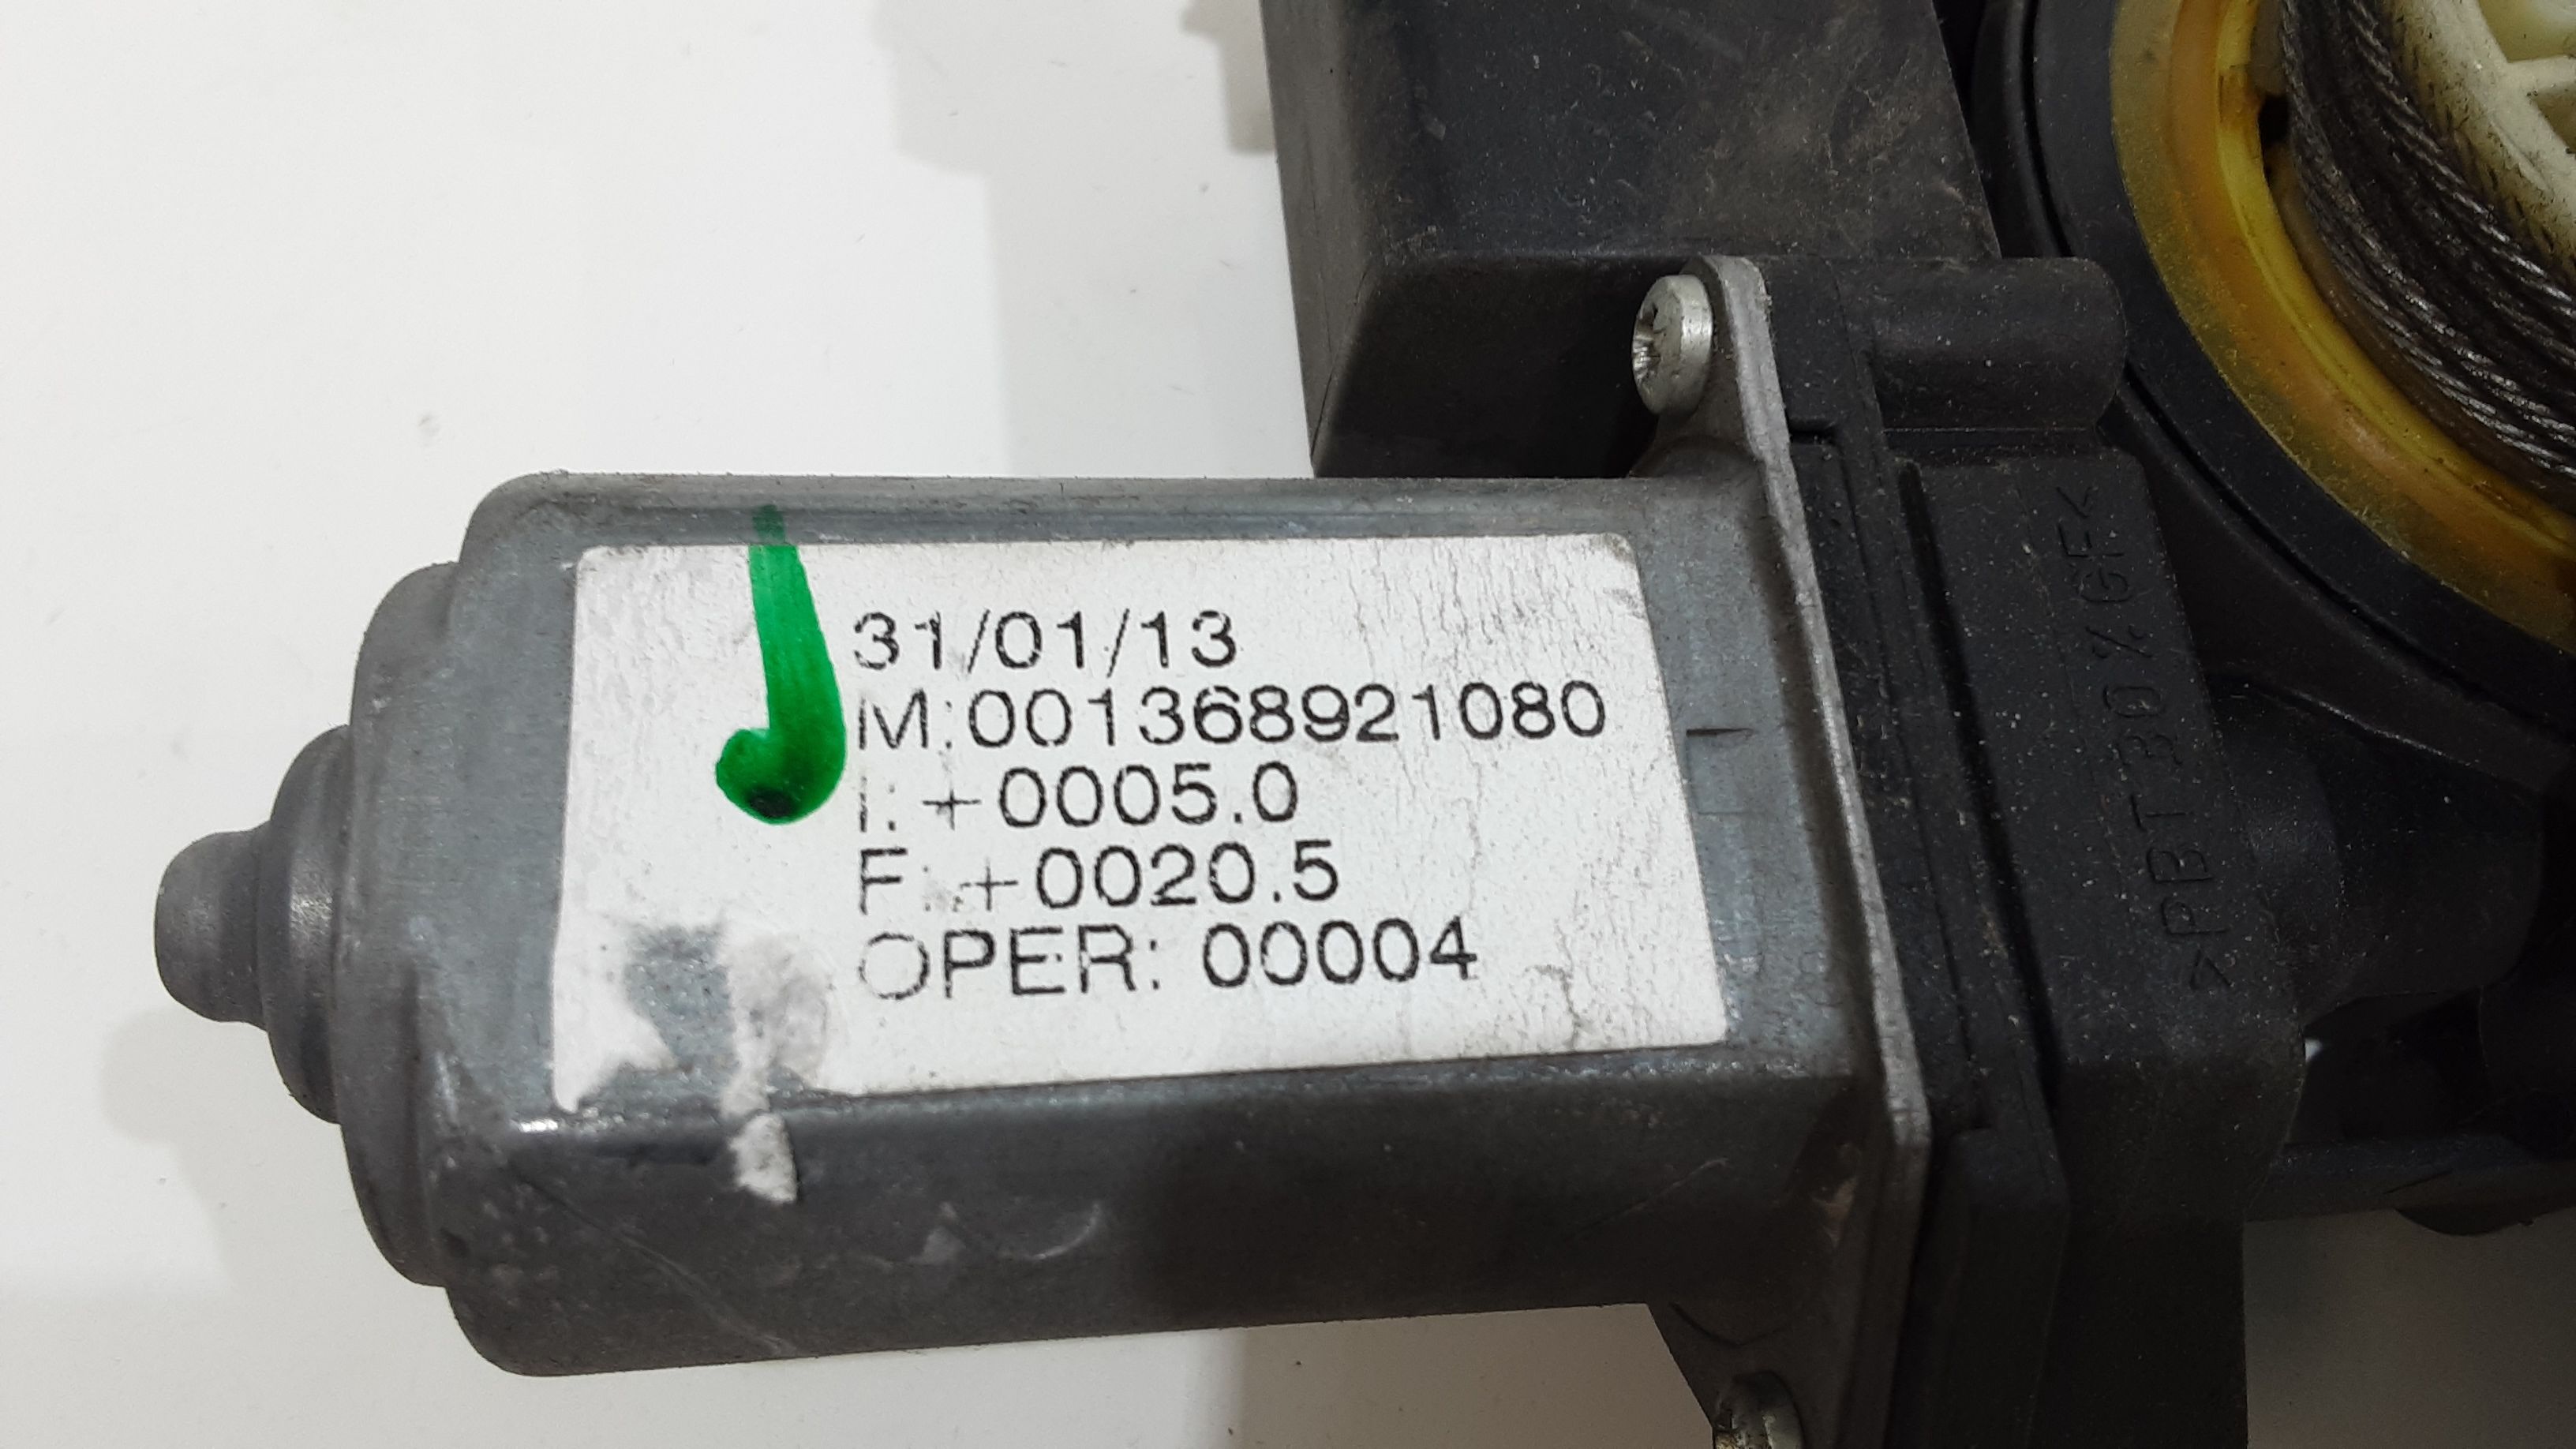 31/01/13
M:001368921080
I: +0005.0
F: +0020.5
OPER: 00004
>PBT 30%GF<